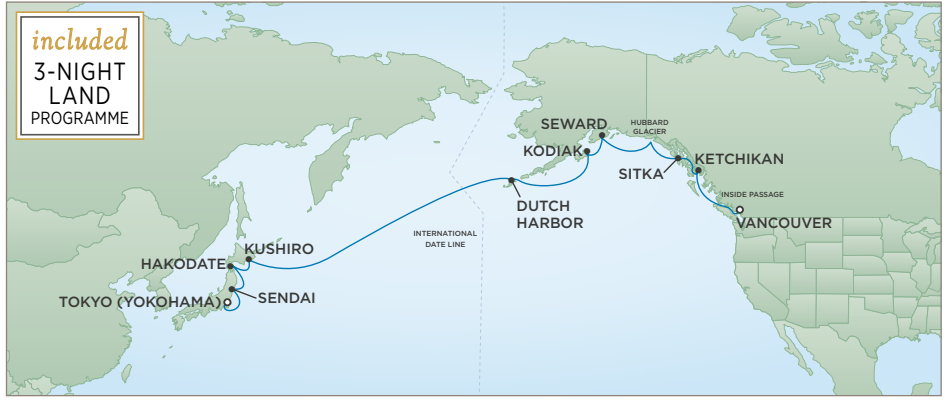 included
3-NIGHT
LAND
PROGRAMME
SEWARD
HUBBARD
GLACIER
KODIAK
SITKA
KETCHIKAN
INSIDE PASSAGE
VANCOUVER
DUTCH
HARBOR
INTERNATIONAL
DATE LINE
KUSHIRO
HAKODATE
SENDAI
TOKYO (YOKOHAMA)